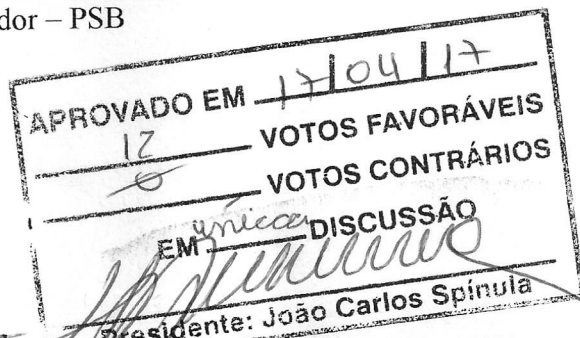 dor – PSB
APROVADO EM 17/04/17
12 VOTOS FAVORÁVEIS
0 VOTOS CONTRÁRIOS
EM única DISCUSSÃO
Presidente: João Carlos Spínula